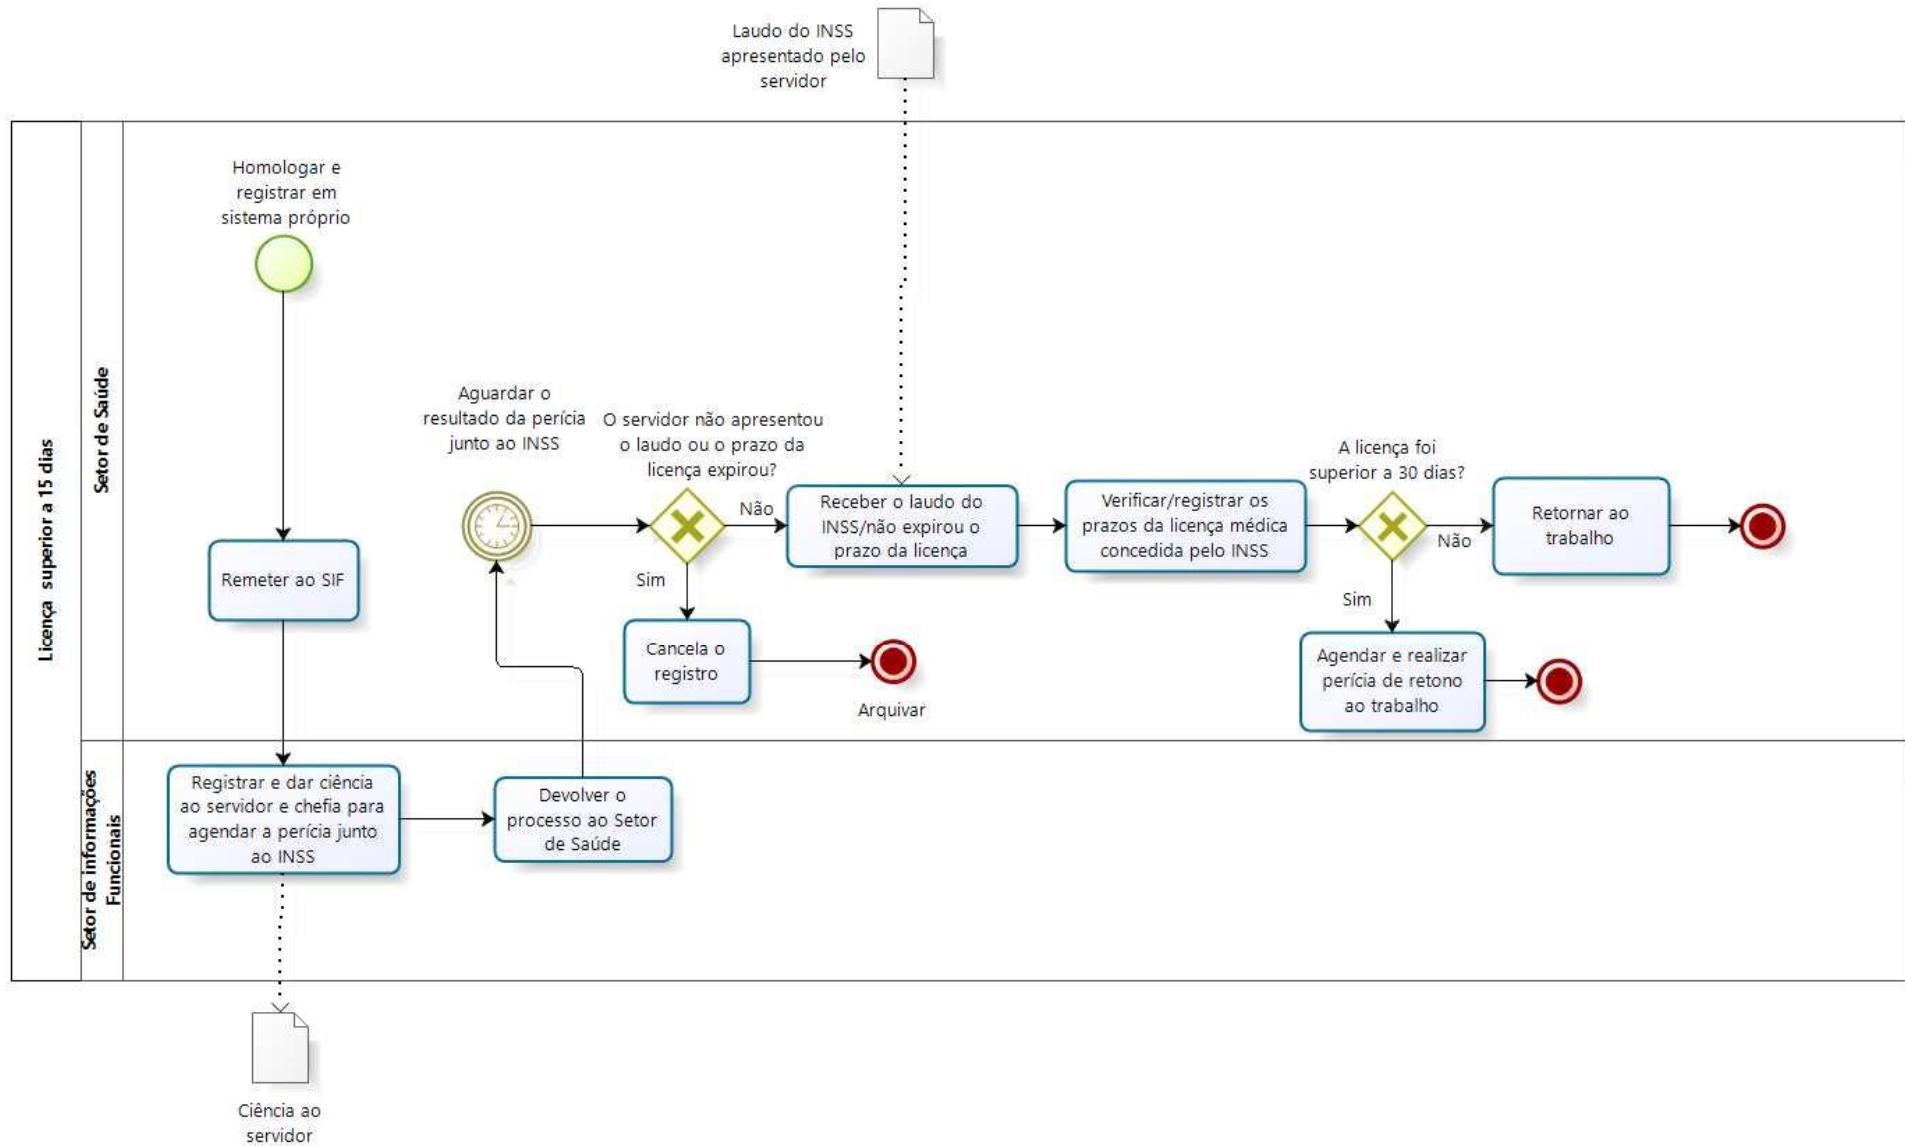 Laudo do INSS
apresentado pelo
servidor
Licença superior a 15 dias
Setor de Saúde
Homologar e
registrar em
sistema próprio
Remeter ao SIF
Aguardar o
resultado da perícia
junto ao INSS
O servidor não apresentou
o laudo ou o prazo da
licença expirou?
Não
Sim
Cancela o
registro
Arquivar
Receber o laudo do
INSS/não expirou o
prazo da licença
Verificar/registrar os
prazos da licença médica
concedida pelo INSS
A licença foi
superior a 30 dias?
Não
Sim
Retornar ao
trabalho
Agendar e realizar
perícia de retono
ao trabalho
Setor de informações
Funcionais
Registrar e dar ciência
ao servidor e chefia para
agendar a perícia junto
ao INSS
Devolver o
processo ao Setor
de Saúde
Ciência ao
servidor